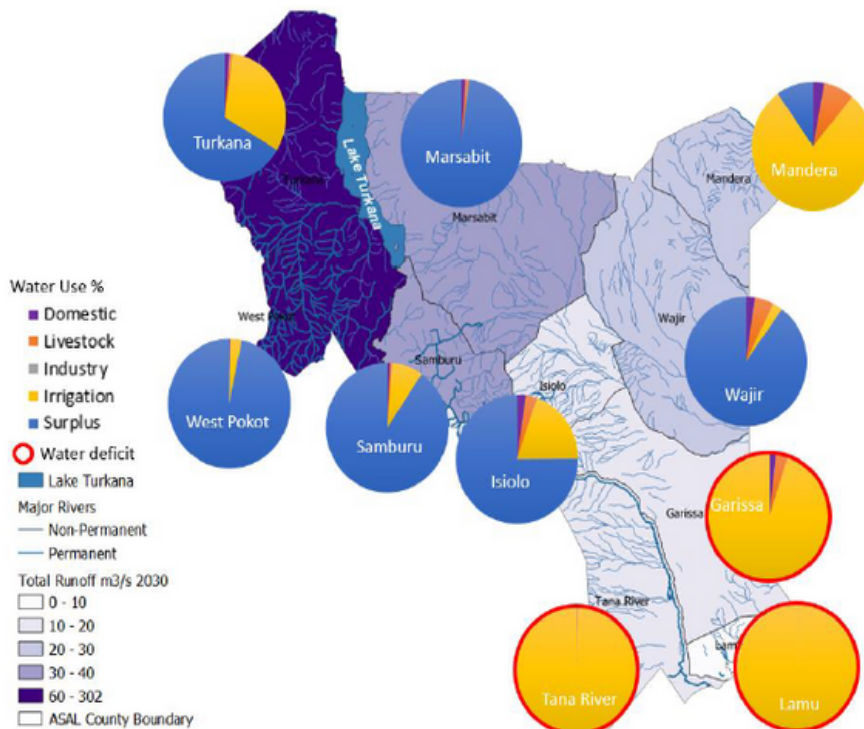 Turkana
Marsabit
Mandera
Lake Turkana
Turkana
Mandera
Marsabit
Water Use %
Domestic
Livestock
Industry
Irrigation
Surplus
Water deficit
Lake Turkana
Major Rivers
Non-Permanent
Permanent
Total Runoff m3/s 2030
0 - 10
10 - 20
20 - 30
30 - 40
60 - 302
ASAL County Boundary
West Pokot
West Pokot
Samburu
Samburu
Isiolo
Isiolo
Wajir
Wajir
Garissa
Garissa
Tana River
Tana River
Lam
Lamu